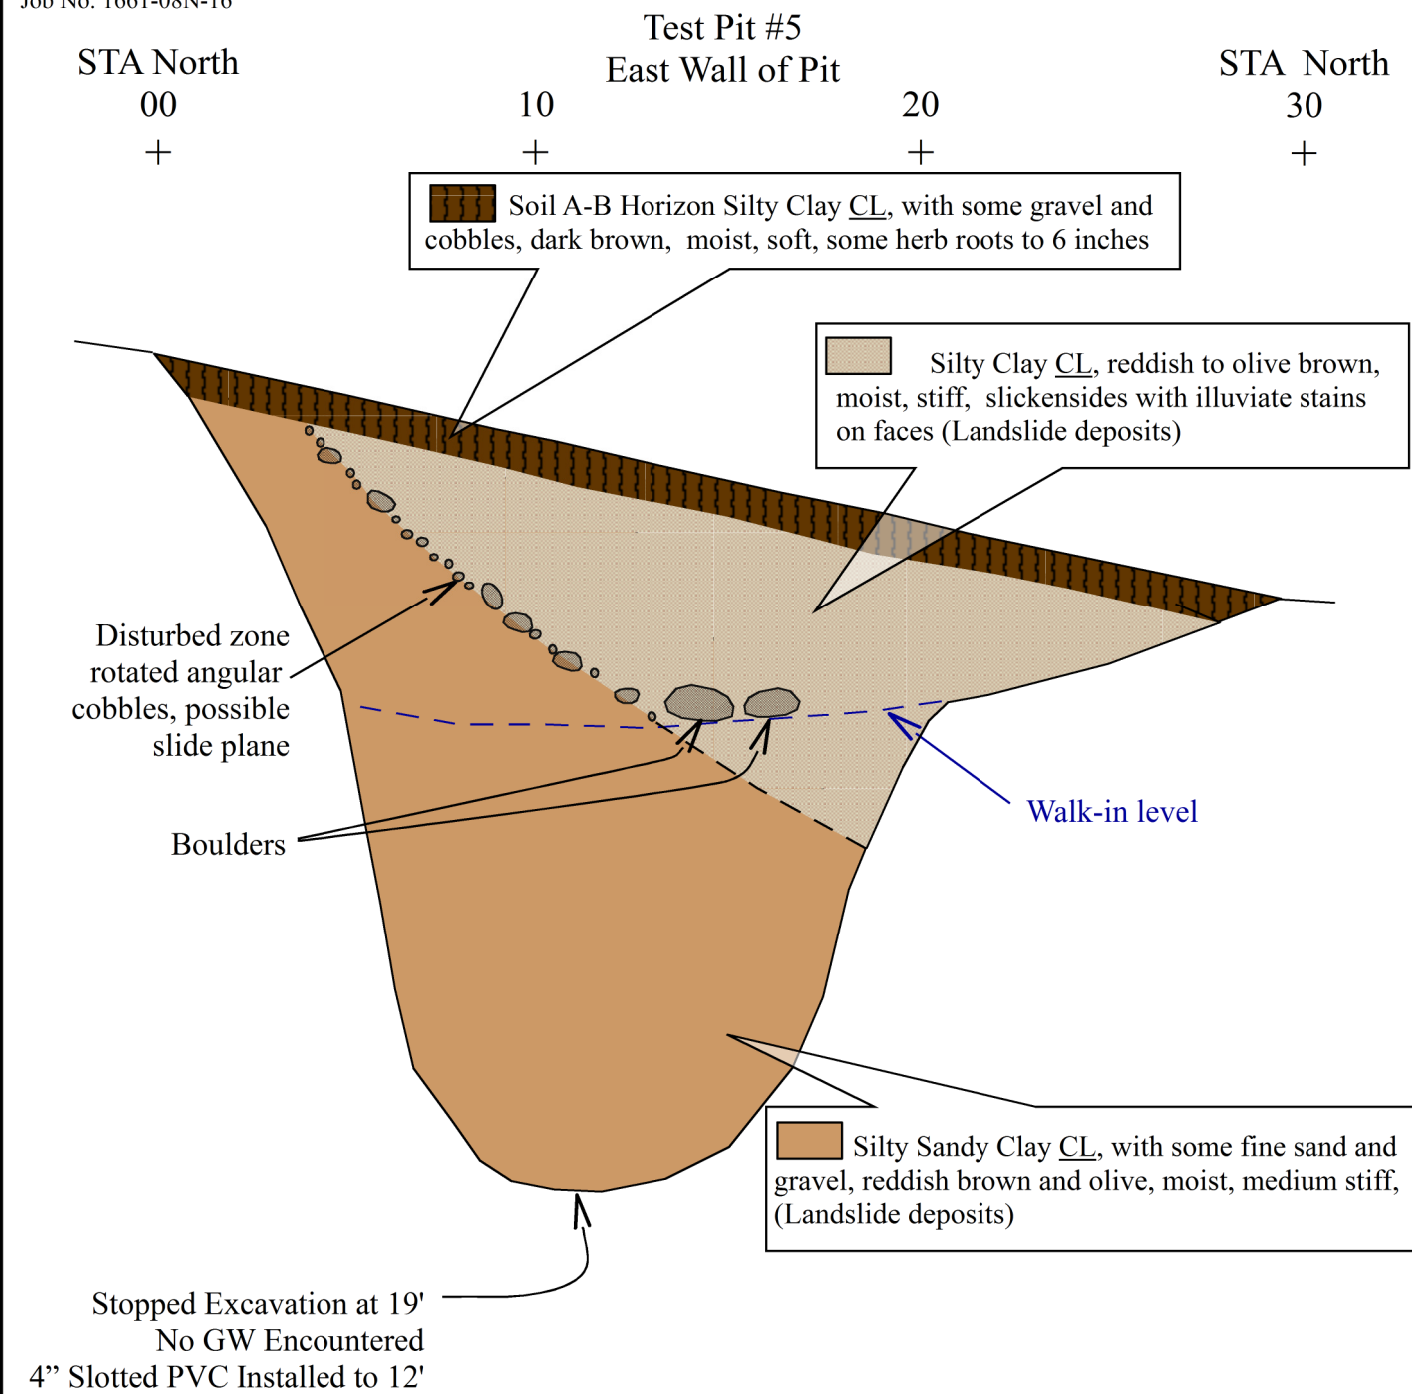 Job No. 1661-08N-16
Test Pit #5
East Wall of Pit
STA North
STA North
00
10
20
30
Soil A-B Horizon Silty Clay CL, with some gravel and
cobbles, dark brown, moist, soft, some herb roots to 6 inches
Silty Clay CL, reddish to olive brown,
moist, stiff, slickensides with illuviate stains
on faces (Landslide deposits)
Disturbed zone
rotated angular
cobbles, possible
slide plane
Boulders
Walk-in level
Silty Sandy Clay CL, with some fine sand and
gravel, reddish brown and olive, moist, medium stiff,
(Landslide deposits)
Stopped Excavation at 19'
No GW Encountered
4” Slotted PVC Installed to 12'